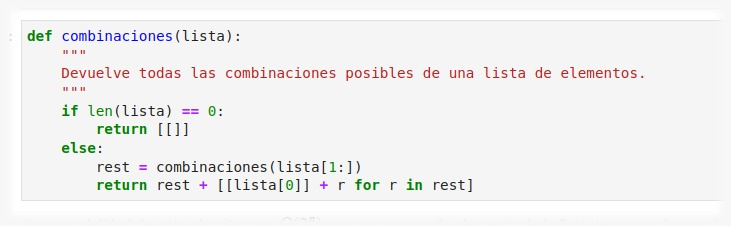 def combinaciones(lista):
    """
    Devuelve todas las combinaciones posibles de una lista de elementos.
    """
    if len(lista) == 0:
        return [[]]
    else:
        rest = combinaciones(lista[1:])
        return rest + [[lista[0]] + r for r in rest]